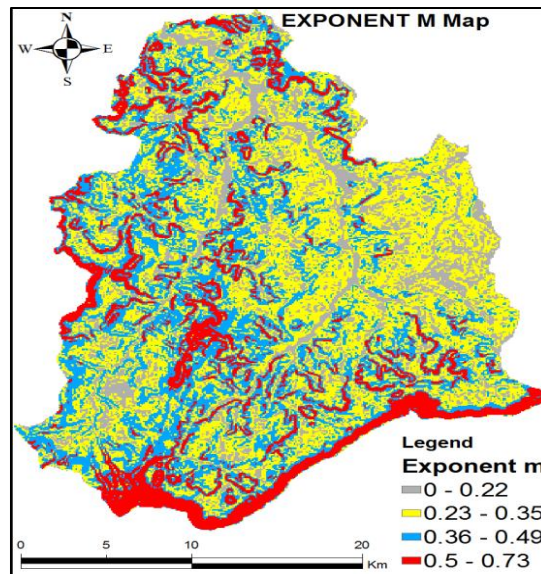 EXPONENT M Map
N
W E
S
Legend
Exponent m
0 - 0.22
0.23 - 0.35
0.36 - 0.49
0.5 - 0.73
0 5 10 20
Km